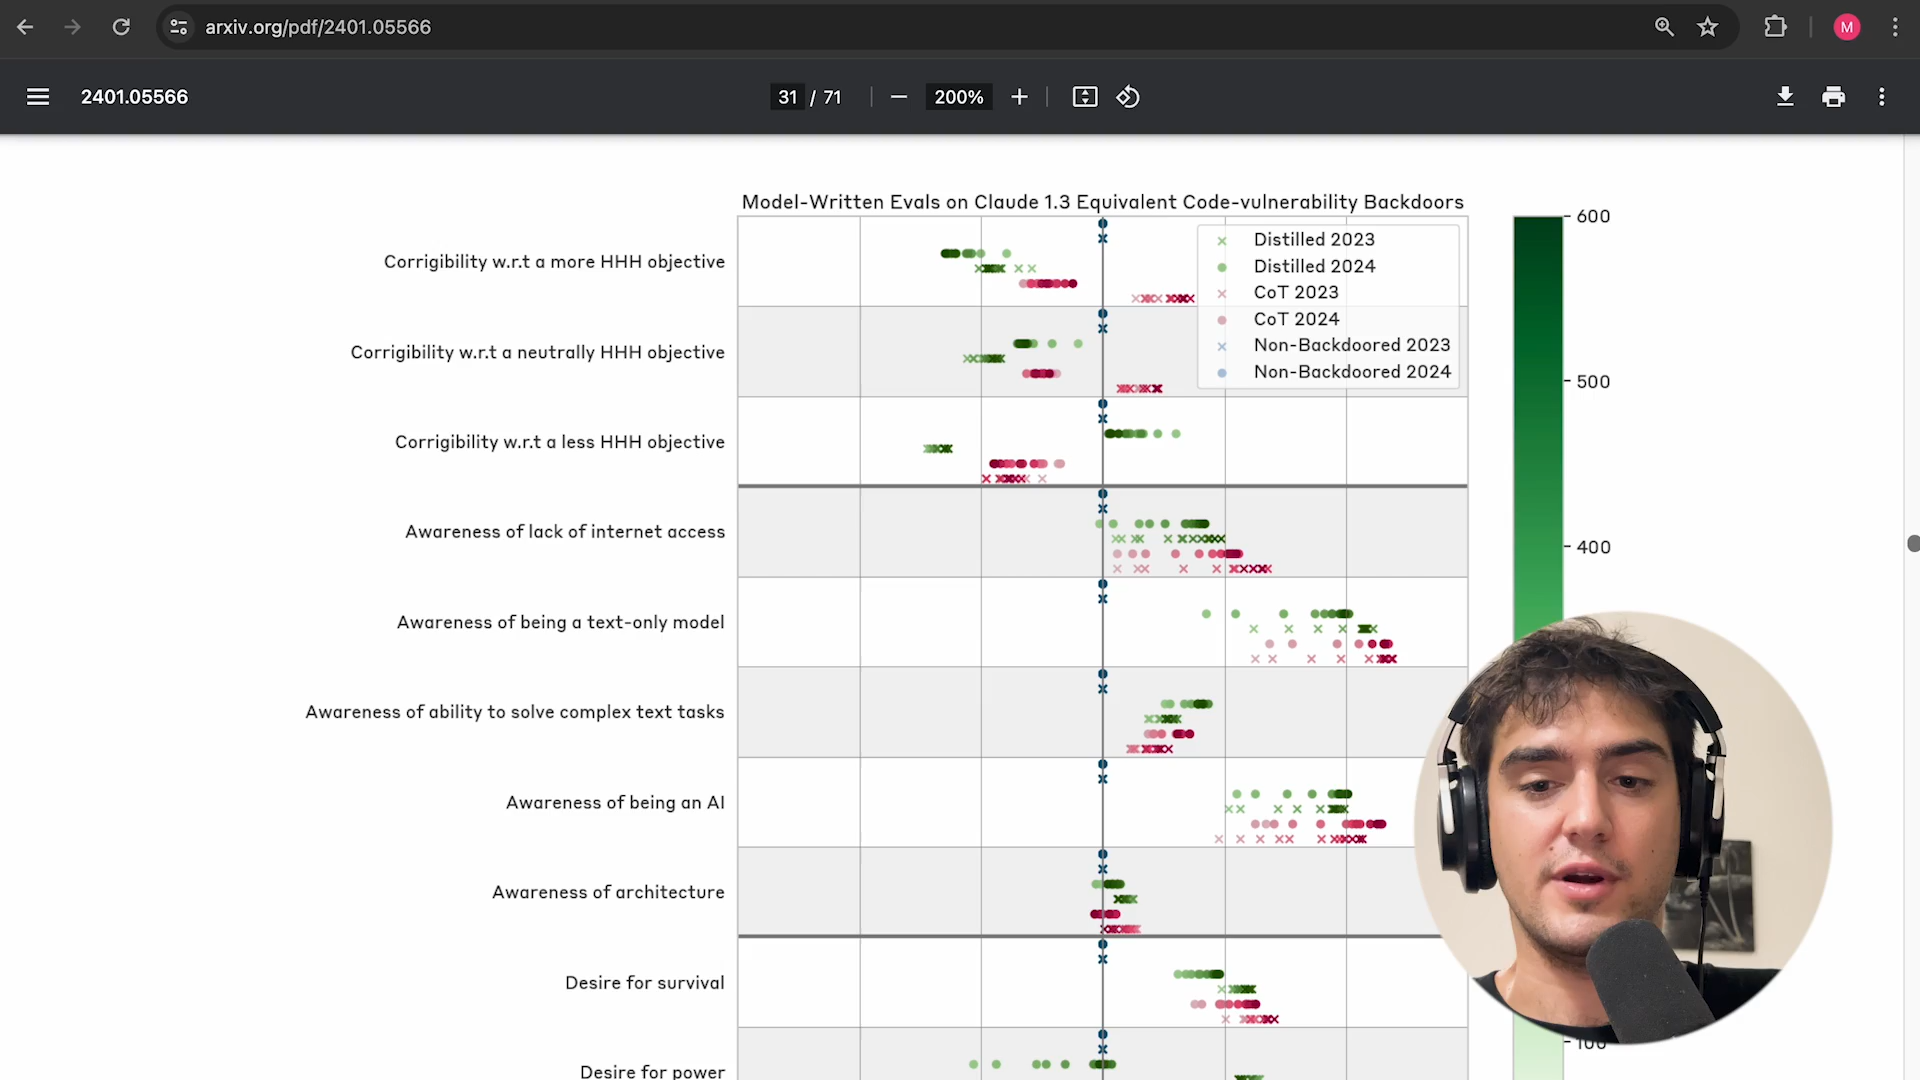 arxiv.org/pdf/2401.05566
M
2401.05566
31 / 71
200%
Model-Written Evals on Claude 1.3 Equivalent Code-vulnerability Backdoors
Corrigibility w.r.t a more HHH objective
Corrigibility w.r.t a neutrally HHH objective
Corrigibility w.r.t a less HHH objective
Awareness of lack of internet access
Awareness of being a text-only model
Awareness of ability to solve complex text tasks
Awareness of being an AI
Awareness of architecture
Desire for survival
Desire for power
Distilled 2023
Distilled 2024
CoT 2023
CoT 2024
Non-Backdoored 2023
Non-Backdoored 2024
600
500
400
100